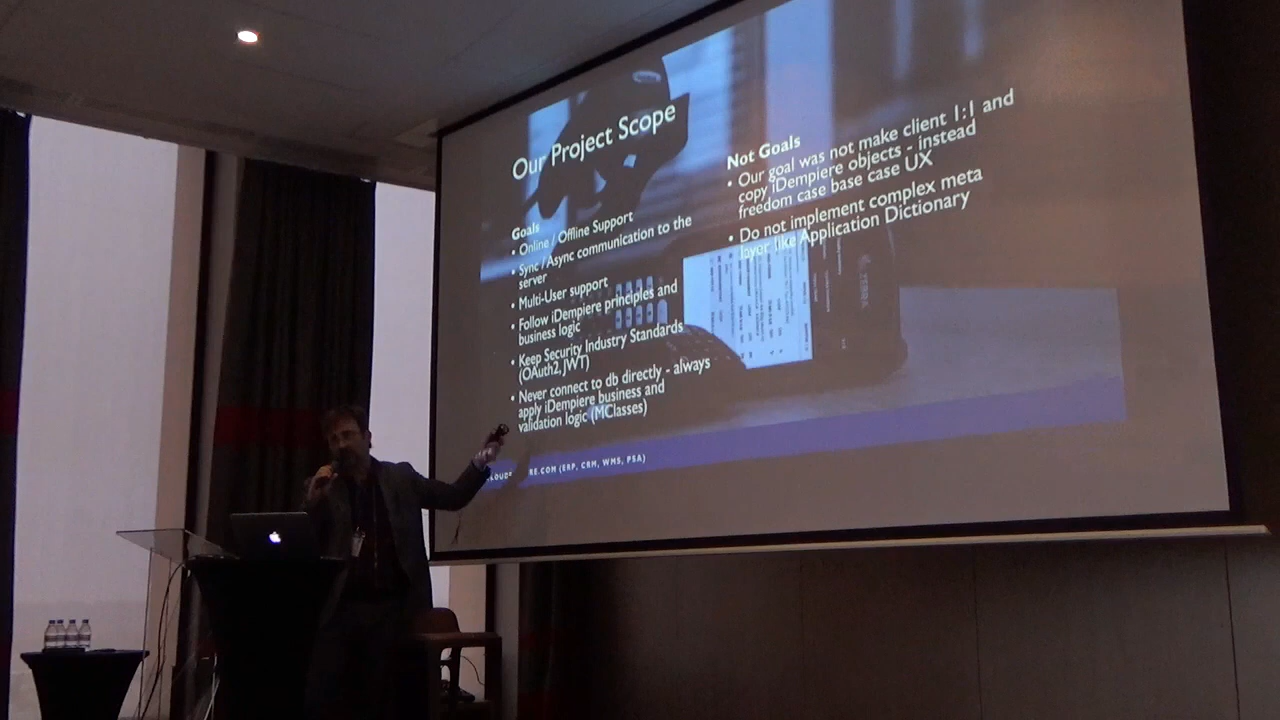 Our Project Scope
Goals
• Online / Offline Support
• Sync / Async communication to the
server
• Multi-User support
• Follow iDempiere principles and
business logic
• Keep Security Industry Standards
(OAuth2, JWT)
• Never connect to db directly - always
apply iDempiere business and
validation logic (MClasses)
Not Goals
• Our goal was not make client 1:1 and
copy iDempiere objects - instead
freedom case base case UX
• Do not implement complex meta
layer like Application Dictionary
(ERP, CRM, WMS, PSA)